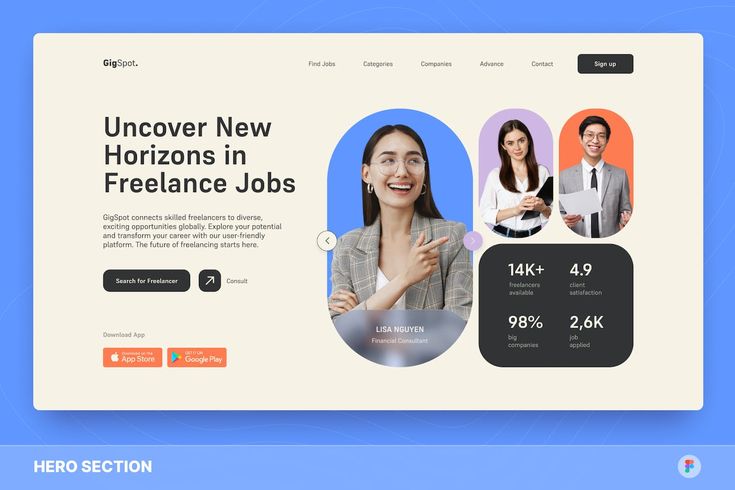 GigSpot.
Find Jobs
Categories
Companies
Advance
Contact
Sign up
Uncover New
Horizons in
Freelance Jobs
GigSpot connects skilled freelancers to diverse,
exciting opportunities globally. Explore your potential
and transform your career with our user-friendly
platform. The future of freelancing starts here.
Search for Freelancer
Consult
Download App
Download on the
App Store
GET IT ON
Google Play
LISA NGUYEN
Financial Consultant
14K+
freelancers
available
4.9
client
satisfaction
98%
big
companies
2,6K
job
applied
HERO SECTION